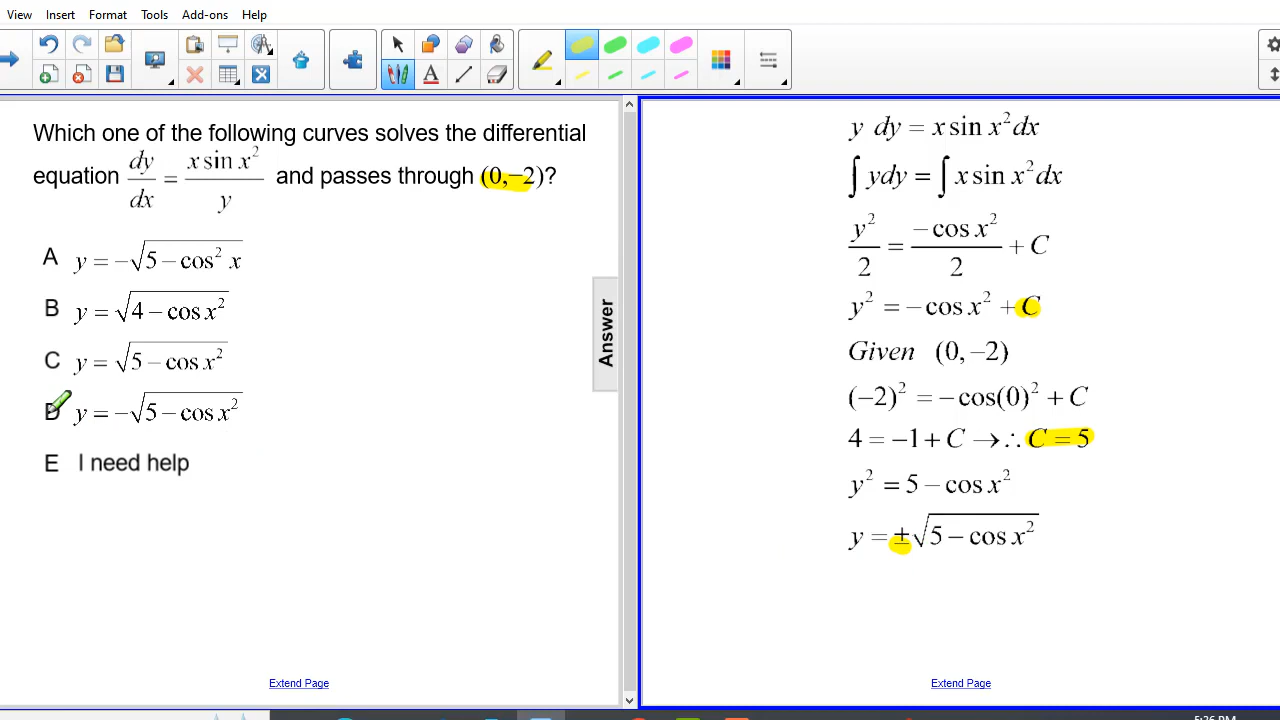 View Insert Format Tools Add-ons Help
Which one of the following curves solves the differential
equation dy/dx = x sin x²/y and passes through (0,−2)?
A y = −√(5 − cos² x)
B y = √(4 − cos x²)
C y = √(5 − cos x²)
D y = −√(5 − cos x²)
E I need help
Extend Page
Answer
y dy = x sin x² dx
∫ ydy = ∫ x sin x² dx
y²/2 = −cos x²/2 + C
y² = −cos x² + C
Given (0,−2)
(−2)² = −cos(0)² + C
4 = −1 + C → ∴ C = 5
y² = 5 − cos x²
y = ±√(5 − cos x²)
Extend Page
5:26 PM